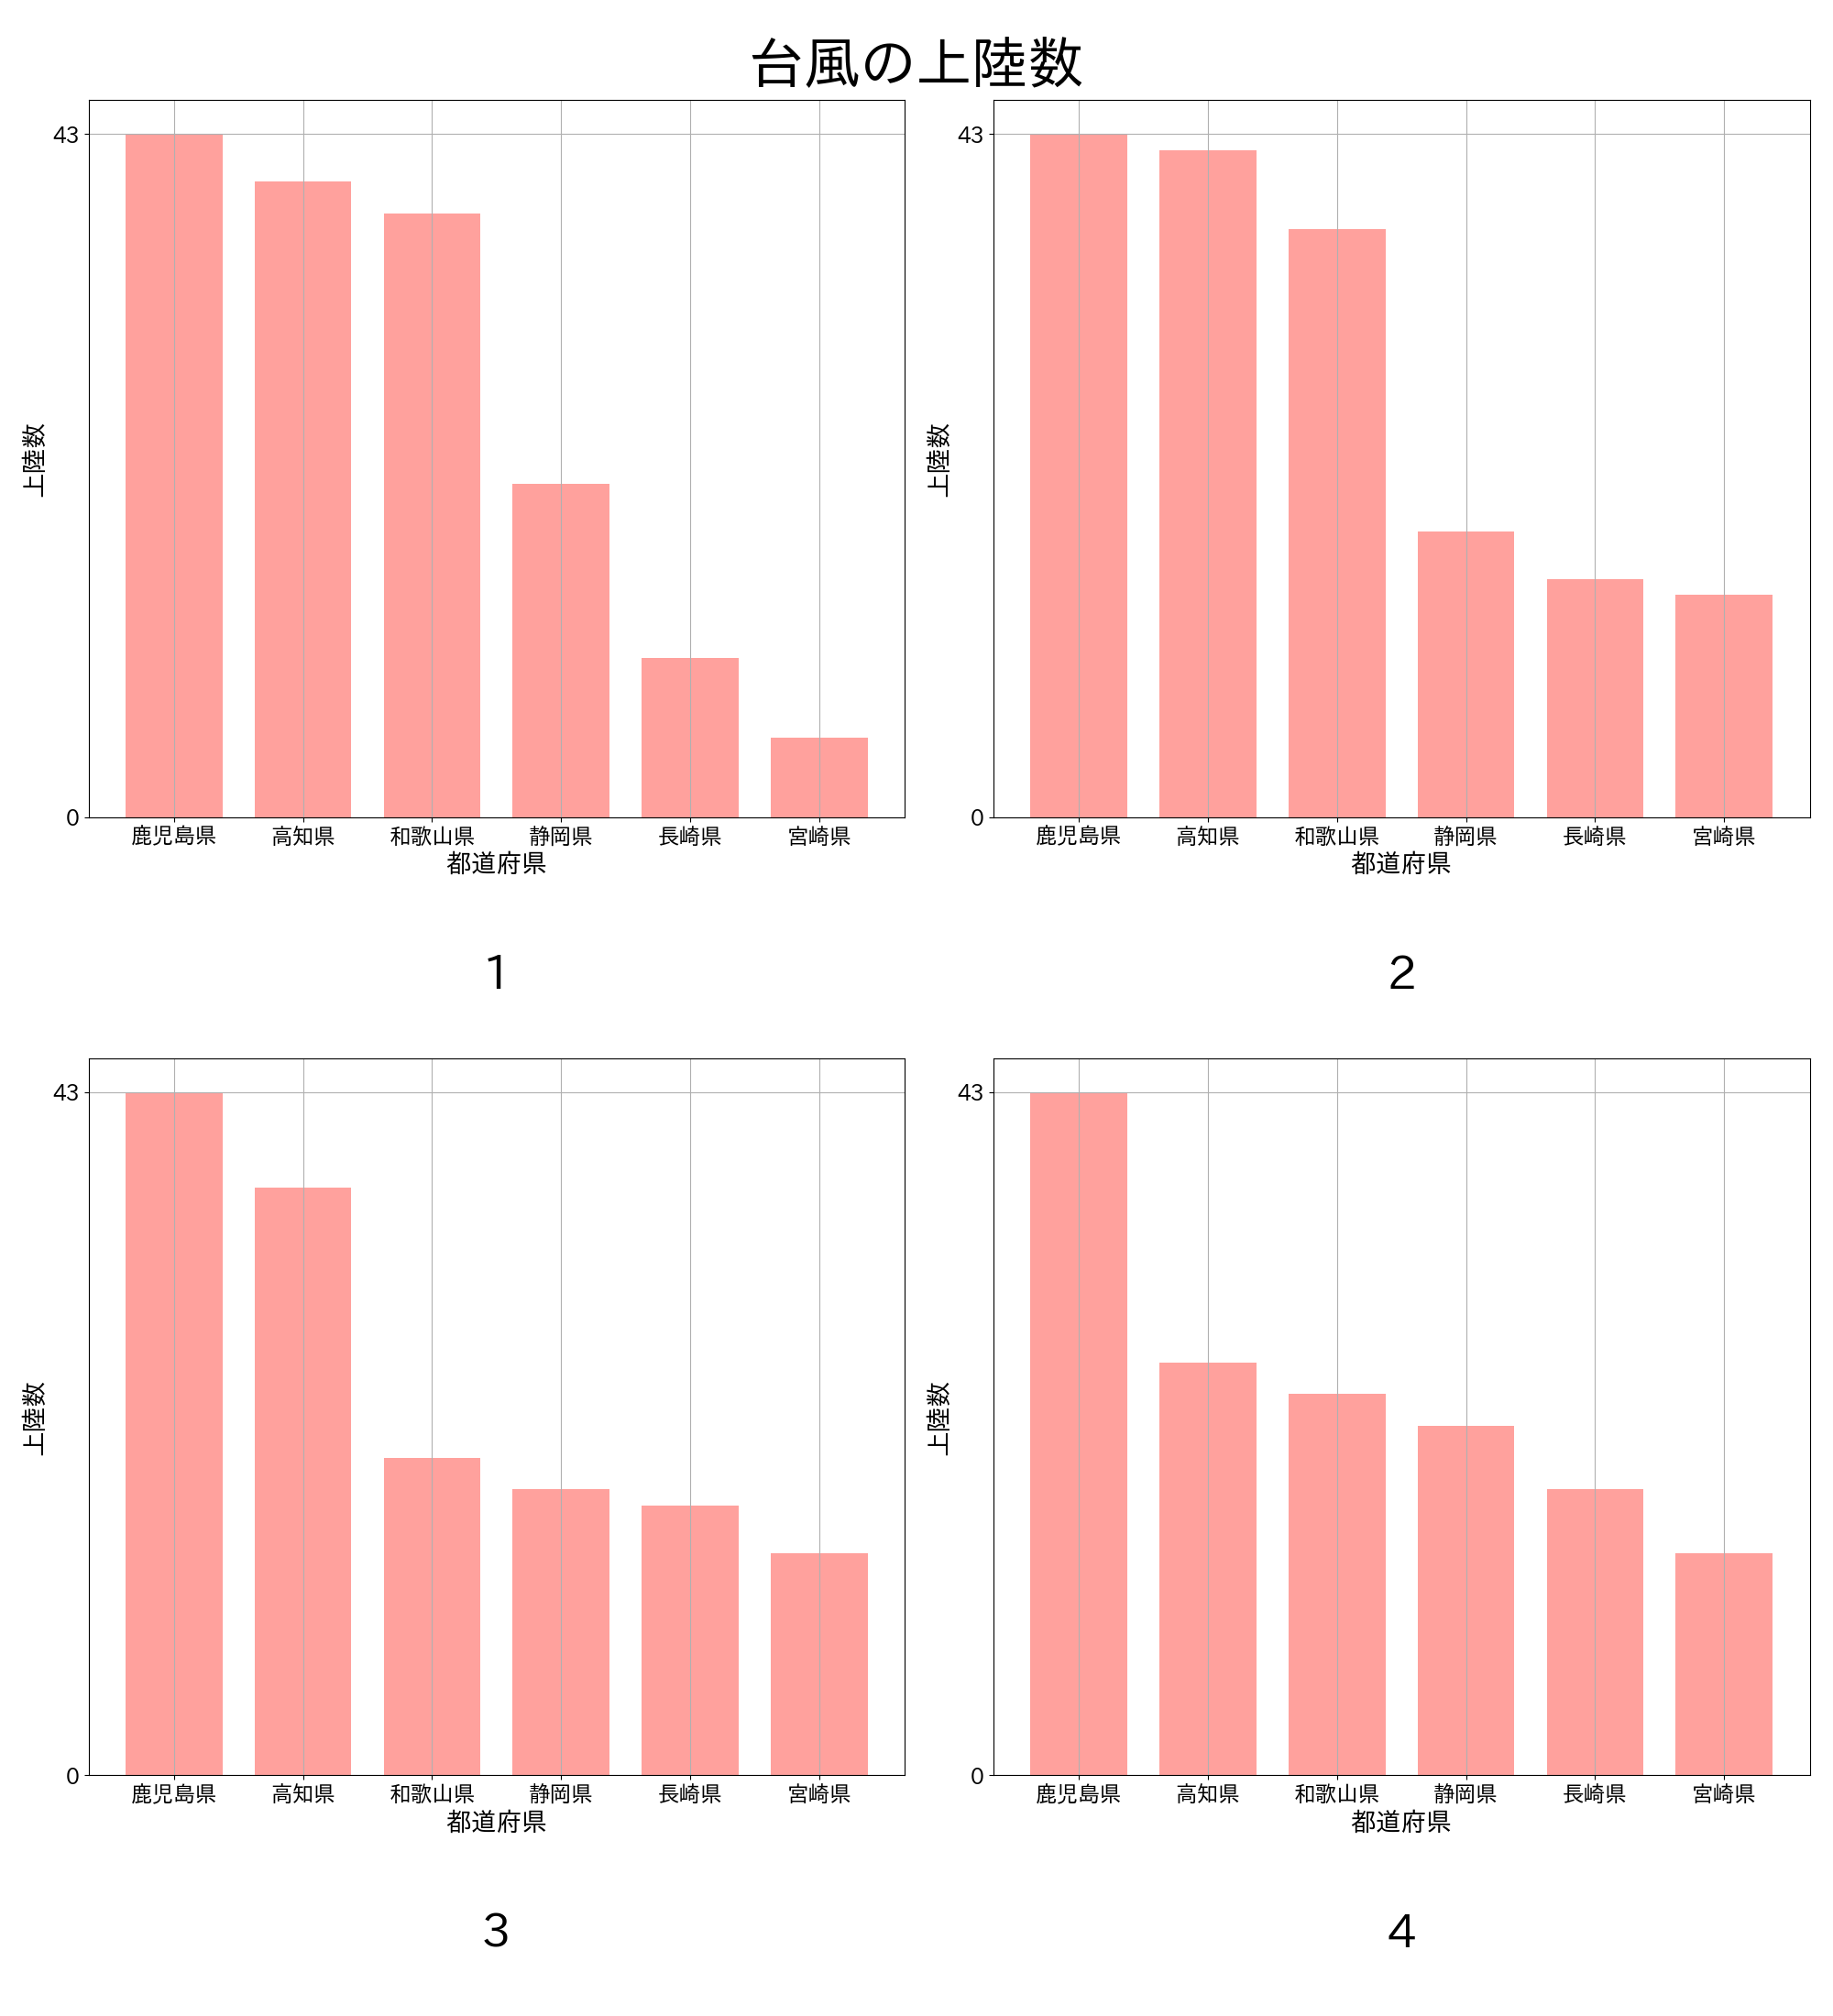 台風の上陸数
43
0
上陸数
鹿児島県 高知県 和歌山県 静岡県 長崎県 宮崎県
都道府県
1
43
0
上陸数
鹿児島県 高知県 和歌山県 静岡県 長崎県 宮崎県
都道府県
2
43
0
上陸数
鹿児島県 高知県 和歌山県 静岡県 長崎県 宮崎県
都道府県
3
43
0
上陸数
鹿児島県 高知県 和歌山県 静岡県 長崎県 宮崎県
都道府県
4